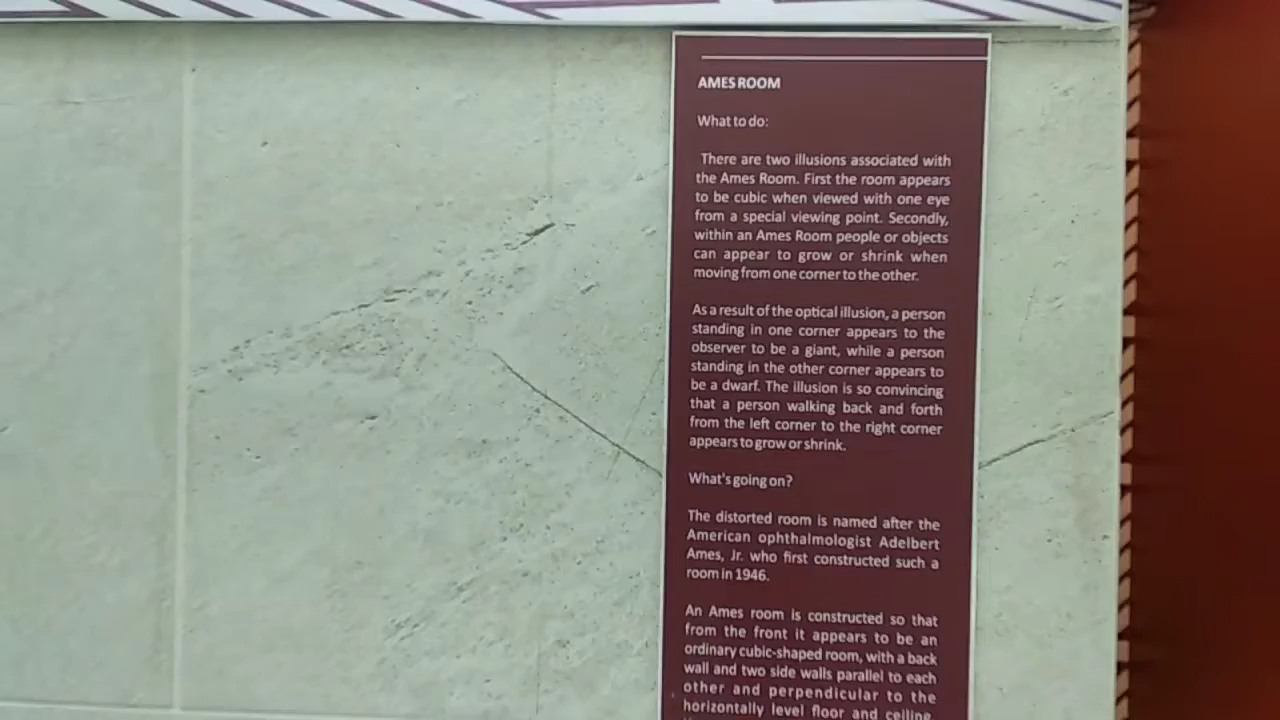 AMES ROOM
What to do:
There are two illusions associated with
the Ames Room. First the room appears
to be cubic when viewed with one eye
from a special viewing point. Secondly,
within an Ames Room people or objects
can appear to grow or shrink when
moving from one corner to the other.
As a result of the optical illusion, a person
standing in one corner appears to the
observer to be a giant, while a person
standing in the other corner appears to
be a dwarf. The illusion is so convincing
that a person walking back and forth
from the left corner to the right corner
appears to grow or shrink.
What's going on?
The distorted room is named after the
American ophthalmologist Adelbert
Ames, Jr. who first constructed such a
room in 1946.
An Ames room is constructed so that
from the front it appears to be an
ordinary cubic-shaped room, with a back
wall and two side walls parallel to each
other and perpendicular to the
horizontally level floor and ceiling.